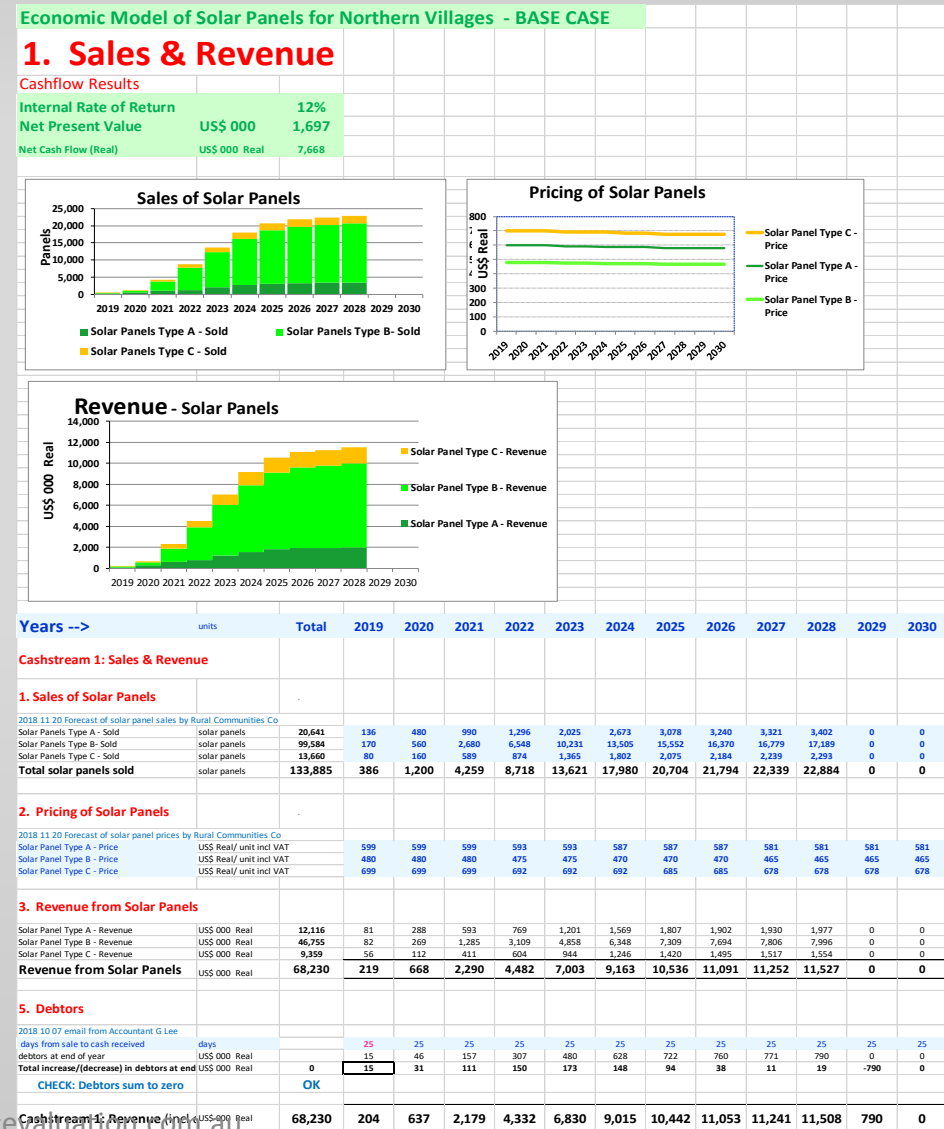 Economic Model of Solar Panels for Northern Villages - BASE CASE
1. Sales & Revenue
Cashflow Results
Internal Rate of Return 12%
Net Present Value US$ 000 1,697
Net Cash Flow (Real) US$ 000 Real 7,668
Sales of Solar Panels
Panels
25,000
20,000
15,000
10,000
5,000
0
2019 2020 2021 2022 2023 2024 2025 2026 2027 2028 2029 2030
Solar Panels Type A - Sold Solar Panels Type B- Sold
Solar Panels Type C - Sold
Pricing of Solar Panels
US$ Real
800
300
200
100
0
2019 2020 2021 2022 2023 2024 2025 2026 2027 2028 2029 2030
Solar Panel Type C -
Price
Solar Panel Type A -
Price
Solar Panel Type B -
Price
Revenue - Solar Panels
US$ 000 Real
14,000
12,000
10,000
8,000
6,000
4,000
2,000
0
2019 2020 2021 2022 2023 2024 2025 2026 2027 2028 2029 2030
Solar Panel Type C - Revenue
Solar Panel Type B - Revenue
Solar Panel Type A - Revenue
Years --> units Total 2019 2020 2021 2022 2023 2024 2025 2026 2027 2028 2029 2030
Cashstream 1: Sales & Revenue
1. Sales of Solar Panels
2018 11 20 Forecast of solar panel sales by Rural Communities Co
Solar Panels Type A - Sold solar panels 20,641 136 480 990 1,296 2,025 2,673 3,078 3,240 3,321 3,402 0 0
Solar Panels Type B- Sold solar panels 99,584 170 560 2,680 6,548 10,231 13,505 15,552 16,370 16,779 17,189 0 0
Solar Panels Type C - Sold solar panels 13,660 80 160 589 874 1,365 1,802 2,075 2,184 2,239 2,293 0 0
Total solar panels sold solar panels 133,885 386 1,200 4,259 8,718 13,621 17,980 20,704 21,794 22,339 22,884 0 0
2. Pricing of Solar Panels
2018 11 20 Forecast of solar panel prices by Rural Communities Co
Solar Panel Type A - Price US$ Real/ unit incl VAT 599 599 599 593 593 587 587 587 581 581 581 581
Solar Panel Type B - Price US$ Real/ unit incl VAT 480 480 480 475 475 470 470 470 465 465 465 465
Solar Panel Type C - Price US$ Real/ unit incl VAT 699 699 699 692 692 692 685 685 678 678 678 678
3. Revenue from Solar Panels
Solar Panel Type A - Revenue US$ 000 Real 12,116 81 288 593 769 1,201 1,569 1,807 1,902 1,930 1,977 0 0
Solar Panel Type B - Revenue US$ 000 Real 46,755 82 269 1,285 3,109 4,858 6,348 7,309 7,694 7,806 7,996 0 0
Solar Panel Type C - Revenue US$ 000 Real 9,359 56 112 411 604 944 1,246 1,420 1,495 1,517 1,554 0 0
Revenue from Solar Panels US$ 000 Real 68,230 219 668 2,290 4,482 7,003 9,163 10,536 11,091 11,252 11,527 0 0
5. Debtors
2018 10 07 email from Accountant G Lee
days from sale to cash received days 25 25 25 25 25 25 25 25 25 25 25 25
debtors at end of year US$ 000 Real 15 46 157 307 480 628 722 760 771 790 0 0
Total increase/(decrease) in debtors at end US$ 000 Real 0 15 31 111 150 173 148 94 38 11 19 -790 0
CHECK: Debtors sum to zero OK
Cashstream 1: Revenue (incl US$ 000 Real 68,230 204 637 2,179 4,332 6,830 9,015 10,442 11,053 11,241 11,508 790 0
evaluation.com.au